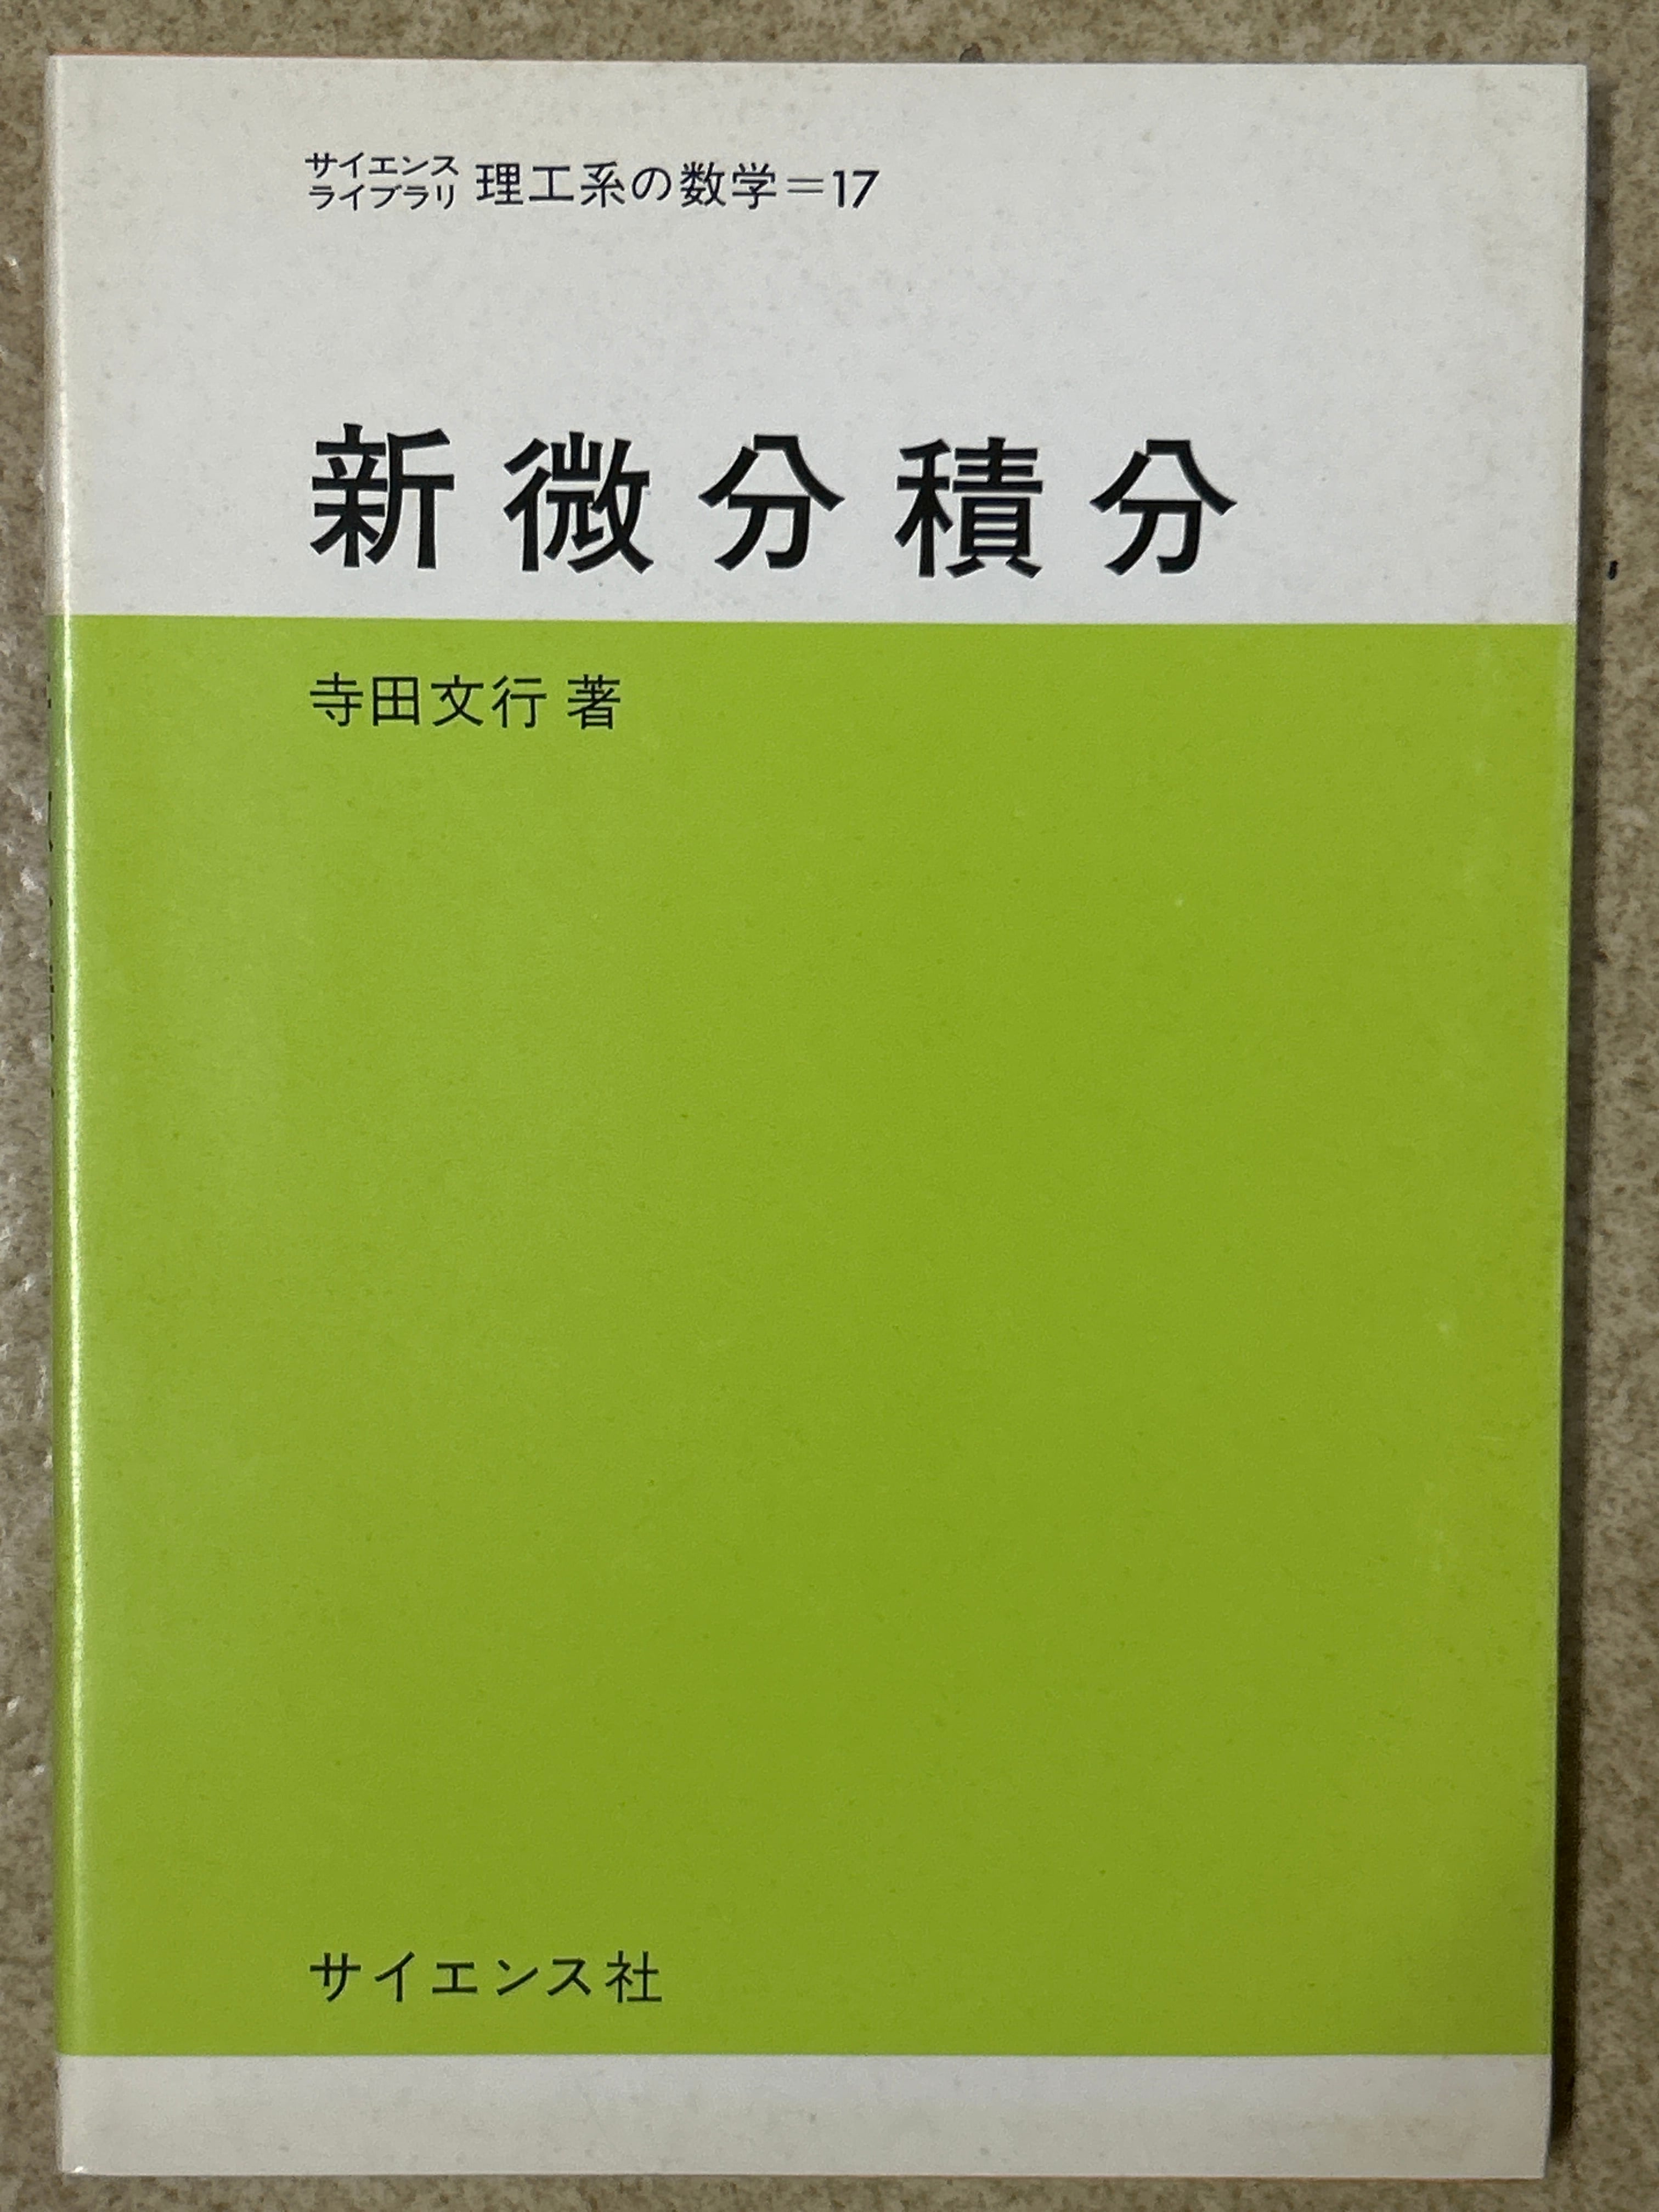 サイエンス
ライブラリ 理工系の数学=17
新微分積分
寺田文行 著
サイエンス社